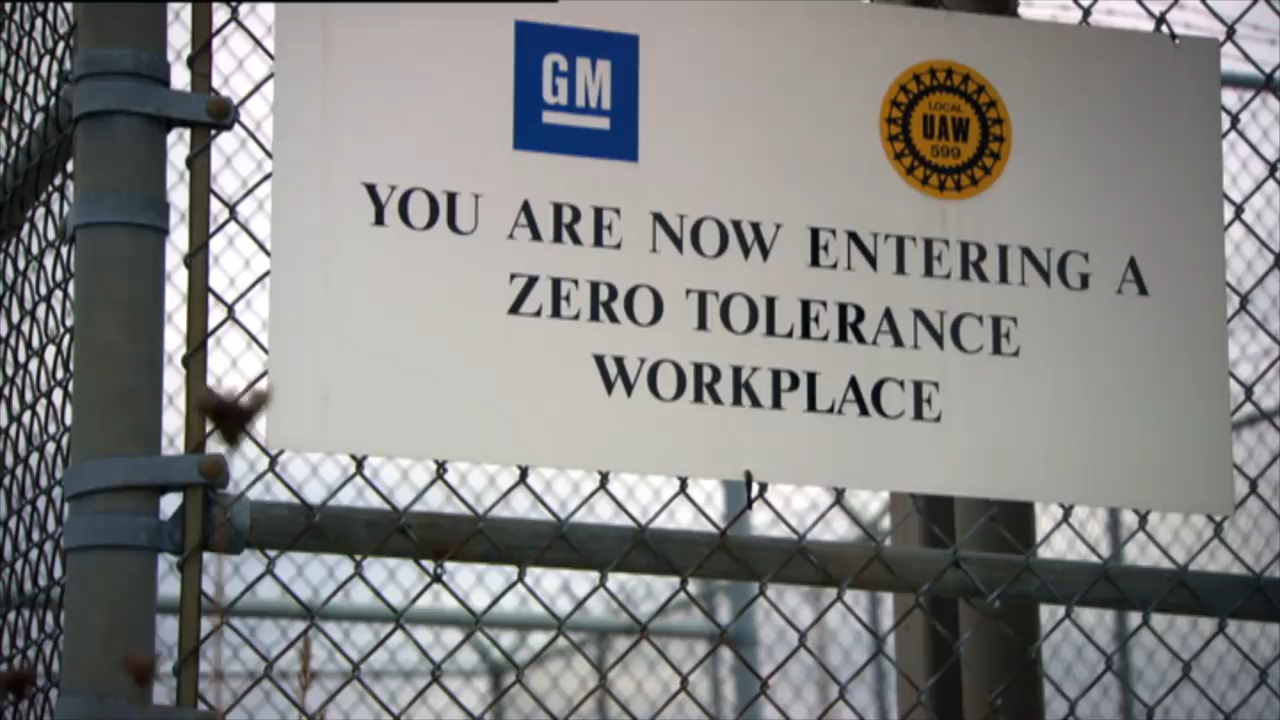 GM
LOCAL
UAW
599
YOU ARE NOW ENTERING A
ZERO TOLERANCE
WORKPLACE